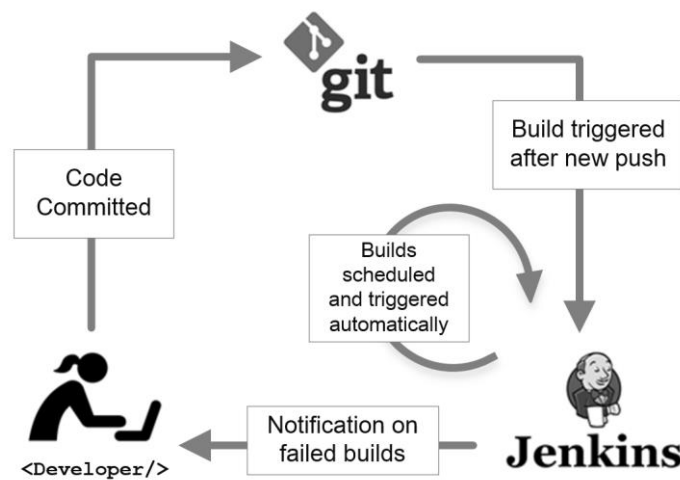 git
Build triggered
after new push
Code
Committed
Builds
scheduled
and triggered
automatically
Notification on
failed builds
<Developer/>
Jenkins